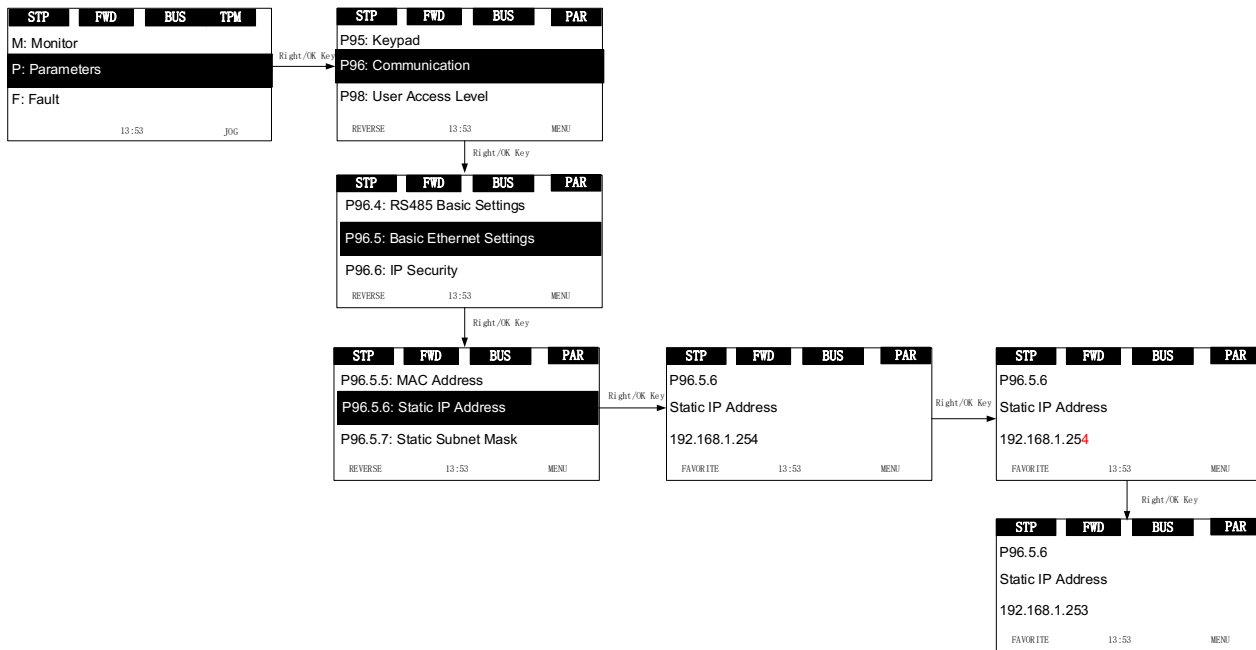 STP FWD BUS TPM
M: Monitor
P: Parameters
F: Fault
13:53 JOG
Right/OK Key
STP FWD BUS PAR
P95: Keypad
P96: Communication
P98: User Access Level
REVERSE 13:53 MENU
Right/OK Key
STP FWD BUS PAR
P96.4: RS485 Basic Settings
P96.5: Basic Ethernet Settings
P96.6: IP Security
REVERSE 13:53 MENU
Right/OK Key
STP FWD BUS PAR
P96.5.5: MAC Address
P96.5.6: Static IP Address
P96.5.7: Static Subnet Mask
REVERSE 13:53 MENU
Right/OK Key
STP FWD BUS PAR
P96.5.6
Static IP Address
192.168.1.254
FAVORITE 13:53 MENU
Right/OK Key
STP FWD BUS PAR
P96.5.6
Static IP Address
192.168.1.254
FAVORITE 13:53 MENU
Right/OK Key
STP FWD BUS PAR
P96.5.6
Static IP Address
192.168.1.253
FAVORITE 13:53 MENU